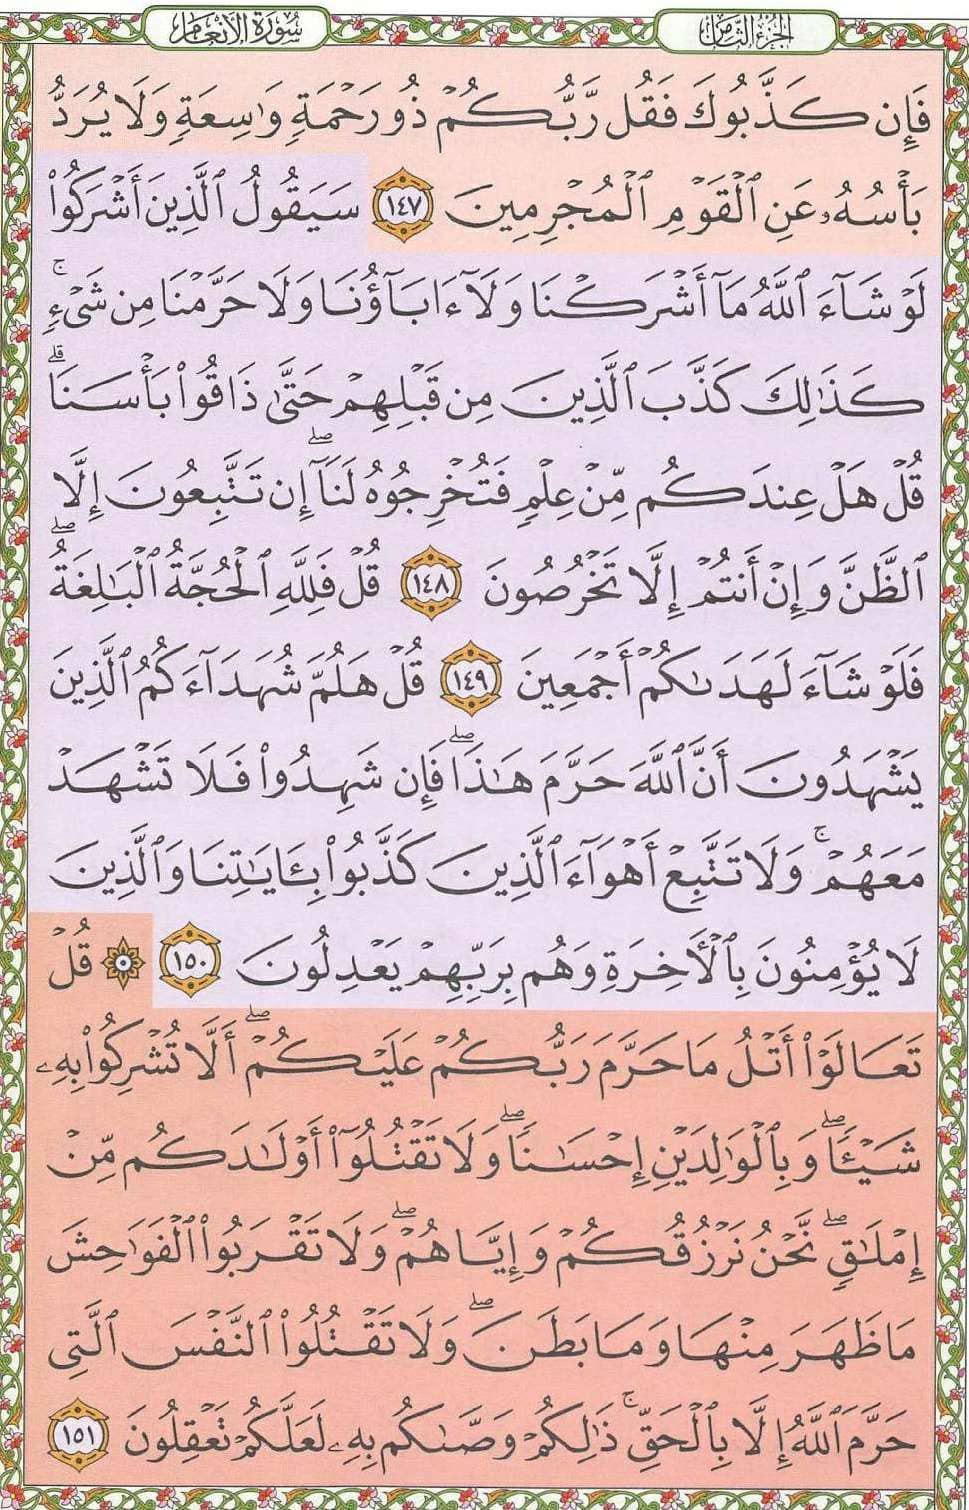 الجزء الثامن
سورة الأنعام
فَإِن كَذَّبُوكَ فَقُل رَّبُّكُمْ ذُو رَحْمَةٍ وَٰسِعَةٍ وَلَا يُرَدُّ
بَأْسُهُۥ عَنِ ٱلْقَوْمِ ٱلْمُجْرِمِينَ ١٤٧ سَيَقُولُ ٱلَّذِينَ أَشْرَكُوا۟
لَوْ شَآءَ ٱللَّهُ مَآ أَشْرَكْنَا وَلَآ ءَابَآؤُنَا وَلَا حَرَّمْنَا مِن شَىْءٍ ۚ
كَذَٰلِكَ كَذَّبَ ٱلَّذِينَ مِن قَبْلِهِمْ حَتَّىٰ ذَاقُوا۟ بَأْسَنَا ۗ
قُلْ هَلْ عِندَكُم مِّنْ عِلْمٍ فَتُخْرِجُوهُ لَنَآ ۖ إِن تَتَّبِعُونَ إِلَّا
ٱلظَّنَّ وَإِنْ أَنتُمْ إِلَّا تَخْرُصُونَ ١٤٨ قُلْ فَلِلَّهِ ٱلْحُجَّةُ ٱلْبَٰلِغَةُ ۖ
فَلَوْ شَآءَ لَهَدَىٰكُمْ أَجْمَعِينَ ١٤٩ قُلْ هَلُمَّ شُهَدَآءَكُمُ ٱلَّذِينَ
يَشْهَدُونَ أَنَّ ٱللَّهَ حَرَّمَ هَٰذَا ۖ فَإِن شَهِدُوا۟ فَلَا تَشْهَدْ
مَعَهُمْ ۚ وَلَا تَتَّبِعْ أَهْوَآءَ ٱلَّذِينَ كَذَّبُوا۟ بِـَٔايَٰتِنَا وَٱلَّذِينَ
لَا يُؤْمِنُونَ بِٱلْـَٔاخِرَةِ وَهُم بِرَبِّهِمْ يَعْدِلُونَ ١٥٠ ۞ قُلْ
تَعَالَوْا۟ أَتْلُ مَا حَرَّمَ رَبُّكُمْ عَلَيْكُمْ ۖ أَلَّا تُشْرِكُوا۟ بِهِۦ
شَيْـًٔا ۖ وَبِٱلْوَٰلِدَيْنِ إِحْسَٰنًا ۖ وَلَا تَقْتُلُوٓا۟ أَوْلَٰدَكُم مِّنْ
إِمْلَٰقٍ ۖ نَّحْنُ نَرْزُقُكُمْ وَإِيَّاهُمْ ۖ وَلَا تَقْرَبُوا۟ ٱلْفَوَٰحِشَ
مَا ظَهَرَ مِنْهَا وَمَا بَطَنَ ۖ وَلَا تَقْتُلُوا۟ ٱلنَّفْسَ ٱلَّتِى
حَرَّمَ ٱللَّهُ إِلَّا بِٱلْحَقِّ ۚ ذَٰلِكُمْ وَصَّىٰكُم بِهِۦ لَعَلَّكُمْ تَعْقِلُونَ ١٥١